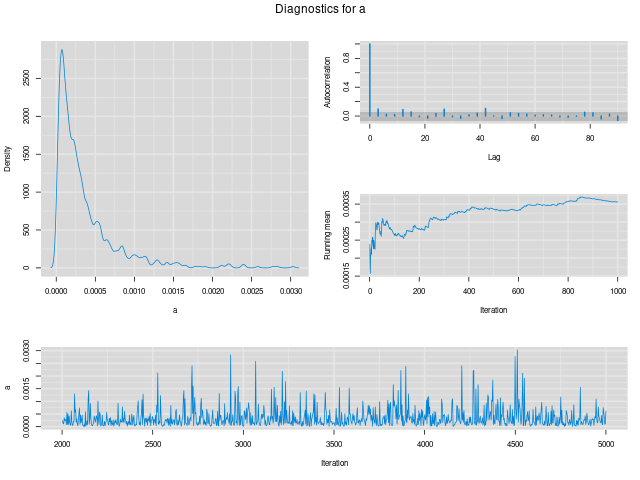 Diagnostics for a
Density
0 500 1000 1500 2000 2500
0.0000 0.0005 0.0010 0.0015 0.0020 0.0025 0.0030
a
Autocorrelation
0.0 0.4 0.8
0 20 40 60 80
Lag
Running mean
0.00015 0.00025 0.00035
0 200 400 600 800 1000
Iteration
a
0.0000 0.0015 0.0030
2000 2500 3000 3500 4000 4500 5000
Iteration